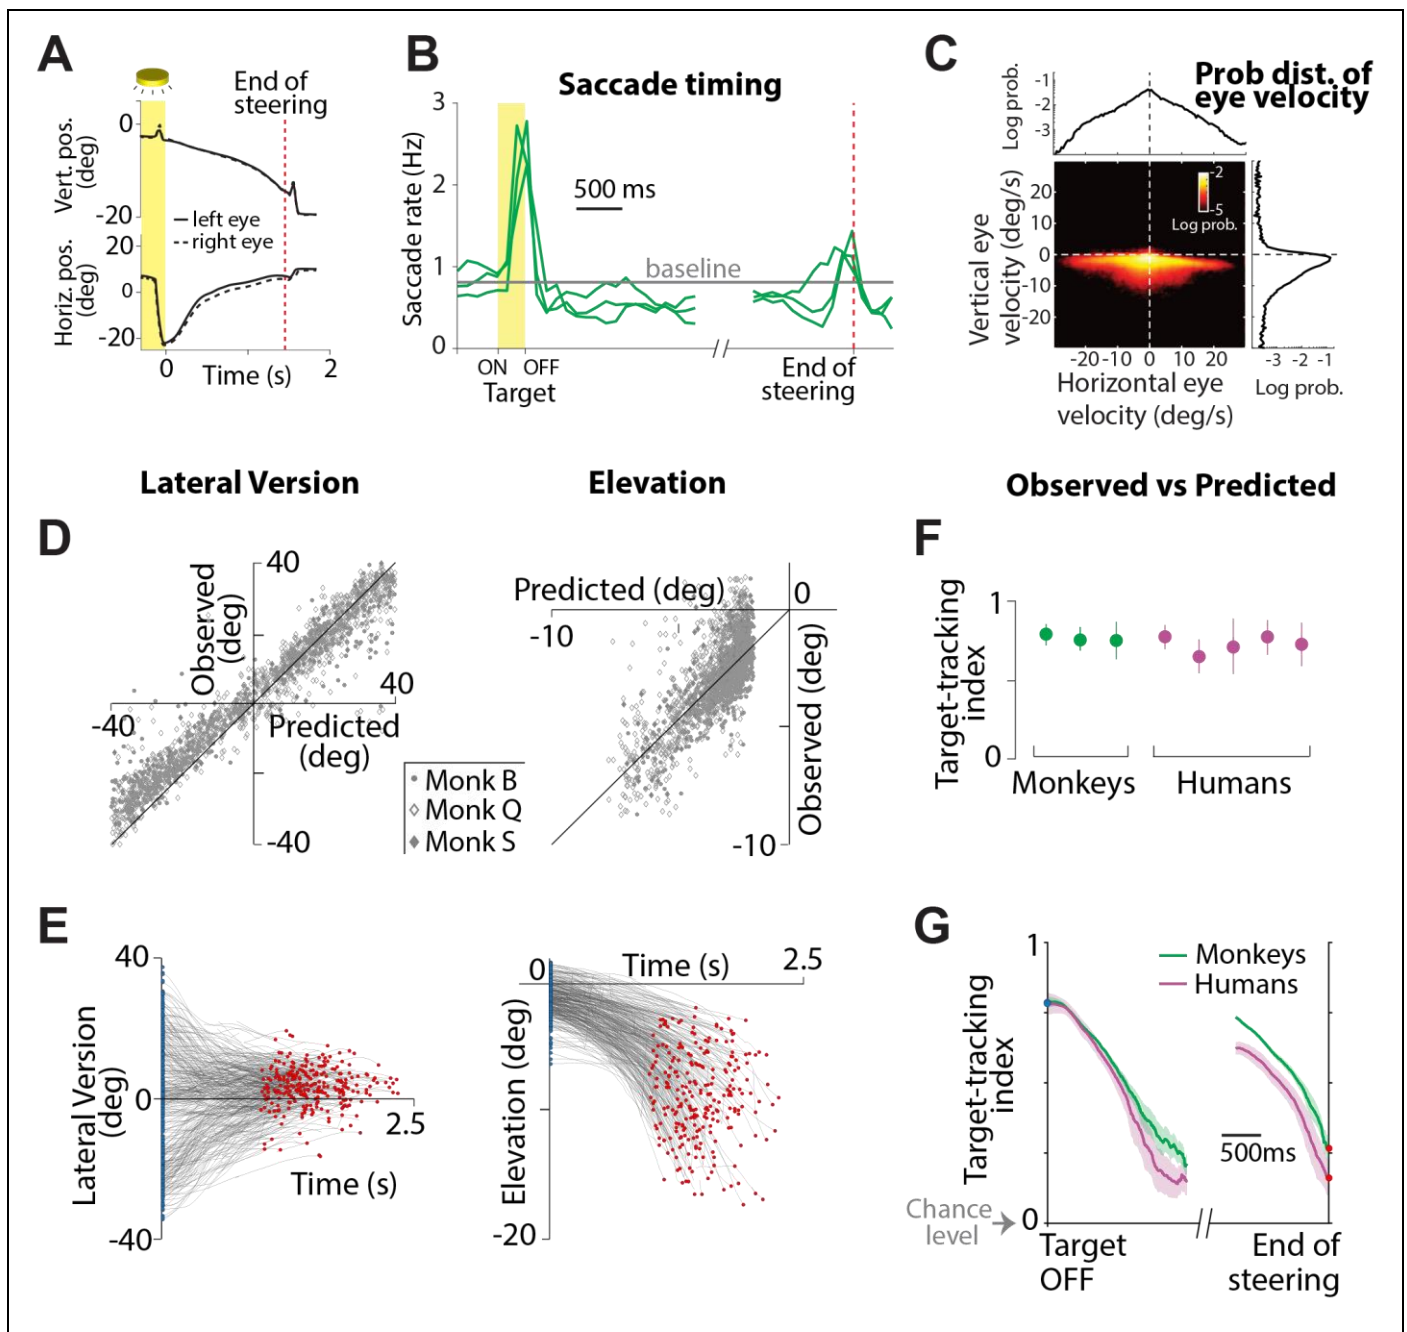 A
End of
steering
0
Vert. pos.
(deg)
-20
left eye
right eye
20
Horiz. pos.
(deg)
0
-20
0
Time (s)
2
B
Saccade timing
3
Saccade rate (Hz)
2
500 ms
baseline
1
0
ON
OFF
Target
End of
steering
C
Prob dist. of
eye velocity
Log prob.
-1
-2
-3
Vertical eye
velocity (deg/s)
20
10
0
-10
-20
-2
-5
Log prob.
-20
-10
0
10
20
Horizontal eye
velocity (deg/s)
-3
-2
-1
Log prob.
Lateral Version
Elevation
Observed vs Predicted
D
40
Observed
(deg)
40
-40
Predicted
(deg)
-40
Monk B
Monk Q
Monk S
Predicted (deg)
0
-10
Observed (deg)
-10
F
1
Target-tracking
index
0
Monkeys
Humans
E
40
Lateral Version
(deg)
0
2.5
Time (s)
-40
0
Time (s)
2.5
Elevation (deg)
-20
G
1
Monkeys
Humans
Target-tracking
index
500ms
Chance
level
0
Target
OFF
End of
steering